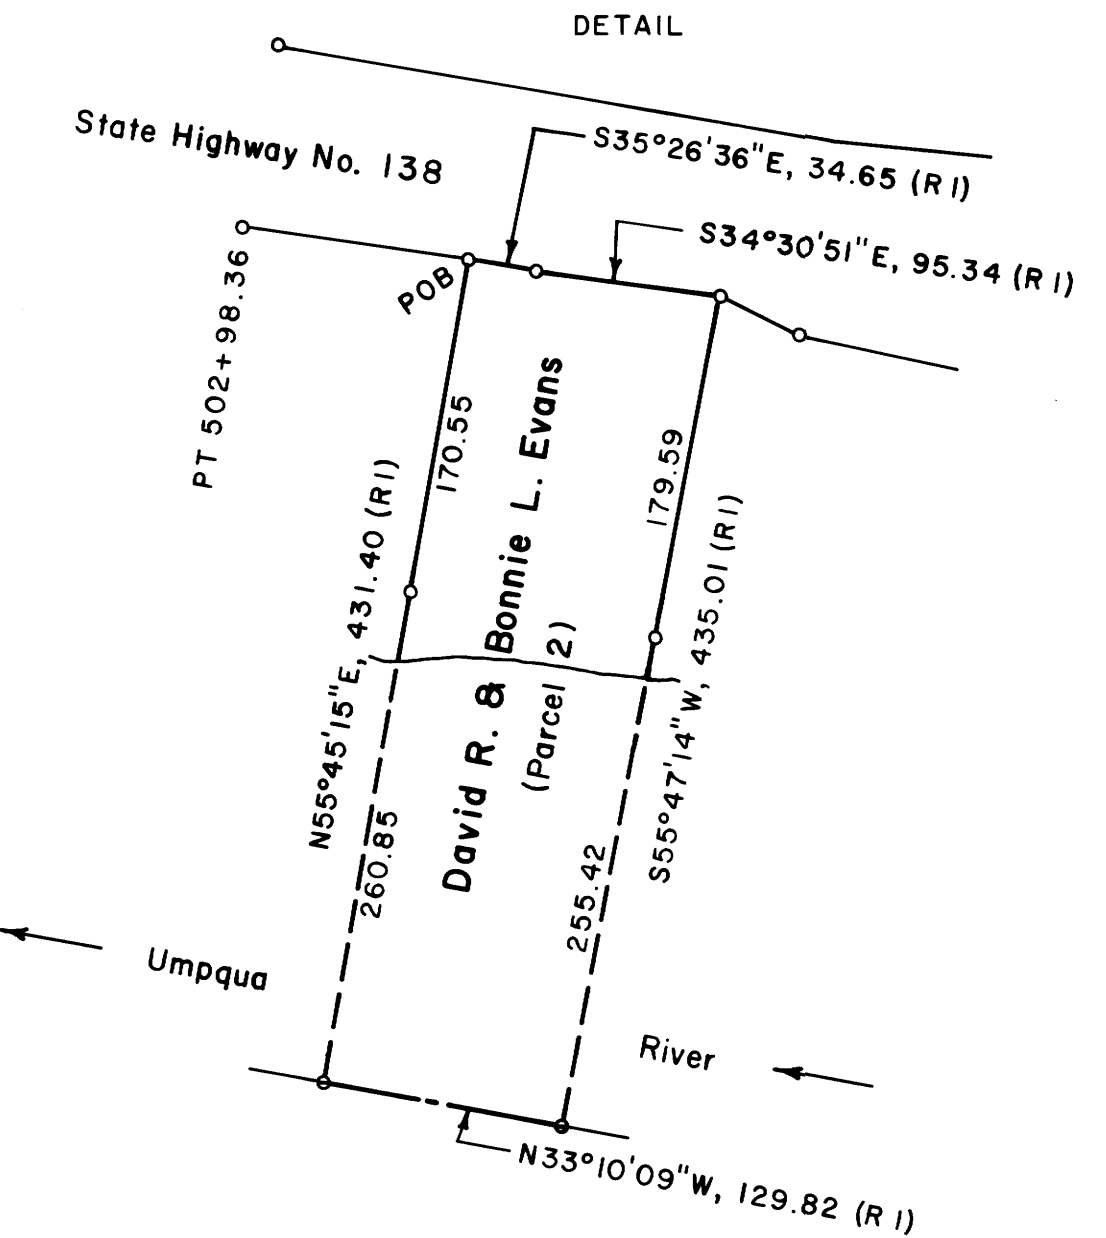 DETAIL
State Highway No. 138
S35°26'36"E, 34.65 (R1)
S34°30'51"E, 95.34 (R1)
POB
PT 502+98.36
170.55
179.59
N55°45'15"E, 431.40 (R1)
S55°47'14"W, 435.01 (R1)
David R. & Bonnie L. Evans
(Parcel 2)
260.85
255.42
Umpqua
River
N33°10'09"W, 129.82 (R1)